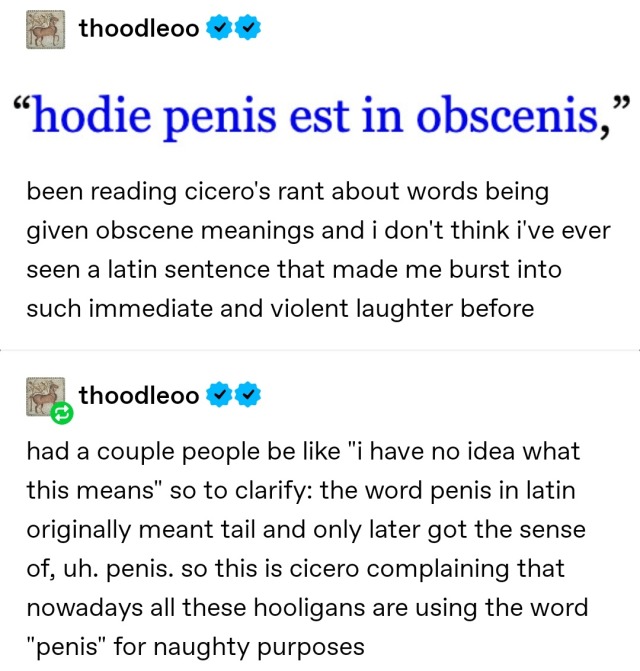 thoodleoo
“hodie penis est in obscenis,”
been reading cicero's rant about words being
given obscene meanings and i don't think i've ever
seen a latin sentence that made me burst into
such immediate and violent laughter before
thoodleoo
had a couple people be like "i have no idea what
this means" so to clarify: the word penis in latin
originally meant tail and only later got the sense
of, uh. penis. so this is cicero complaining that
nowadays all these hooligans are using the word
"penis" for naughty purposes